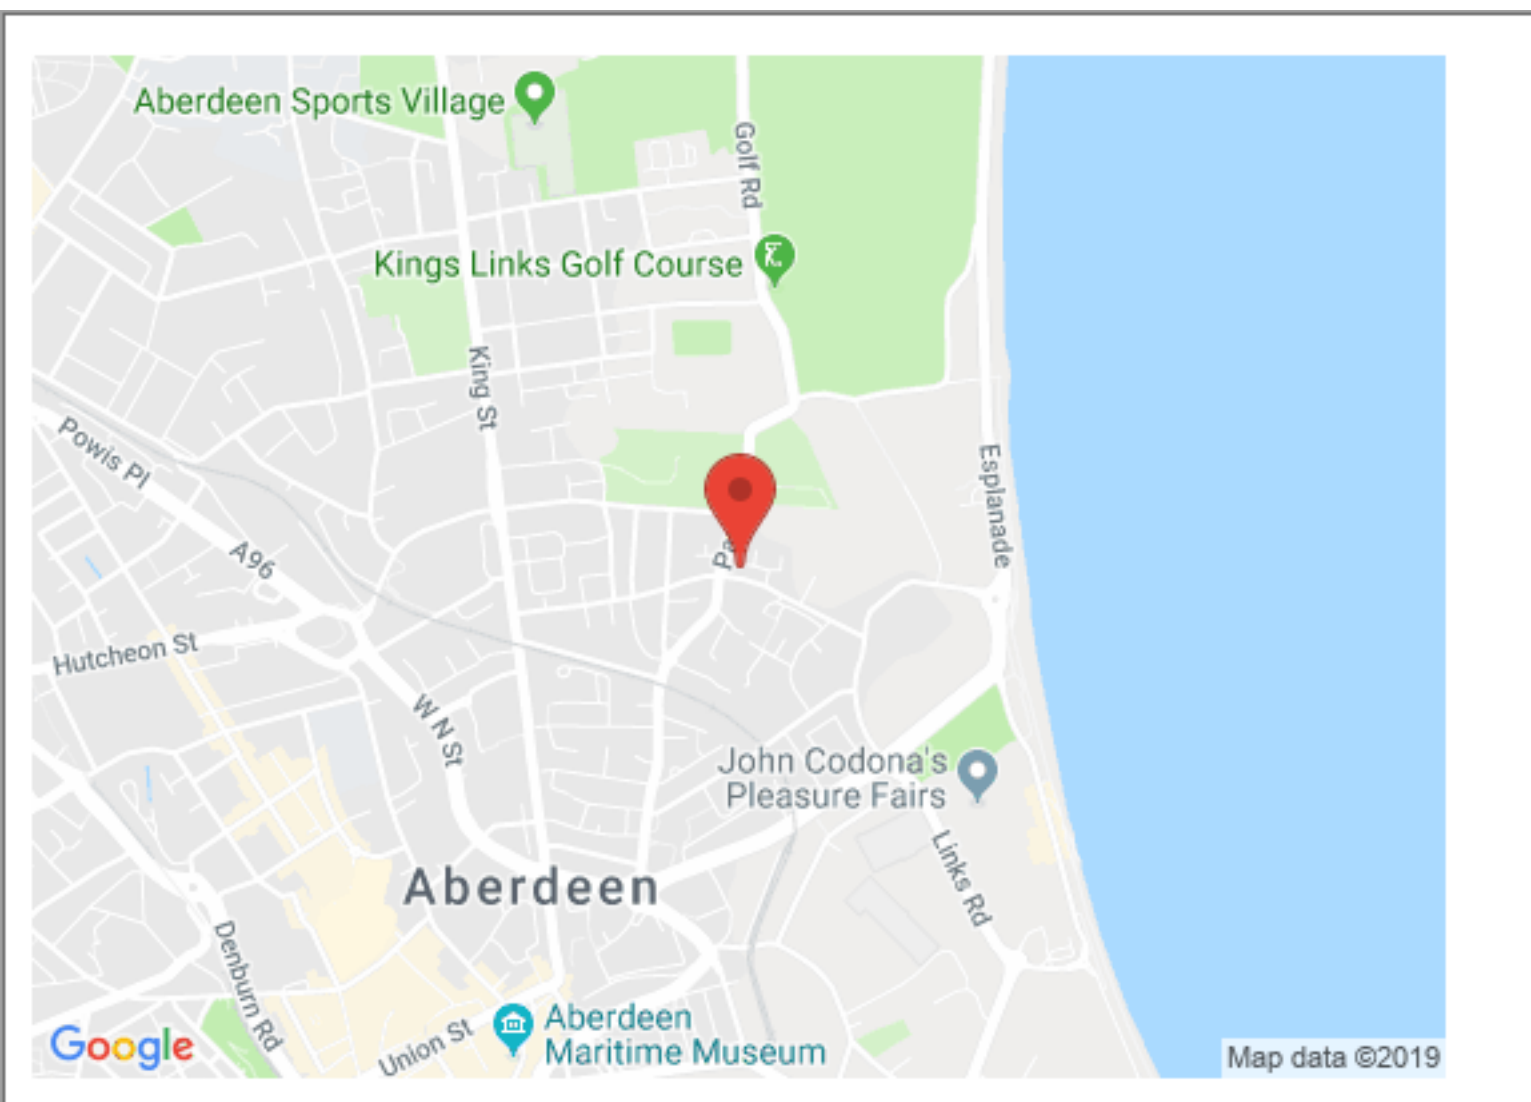 Aberdeen Sports Village
Golf Rd
Kings Links Golf Course
King St
Powis Pl
Esplanade
A96
Hutcheon St
W N St
John Codona's
Pleasure Fairs
Links Rd
Aberdeen
Denburn Rd
Union St
Aberdeen
Maritime Museum
Google
Map data ©2019